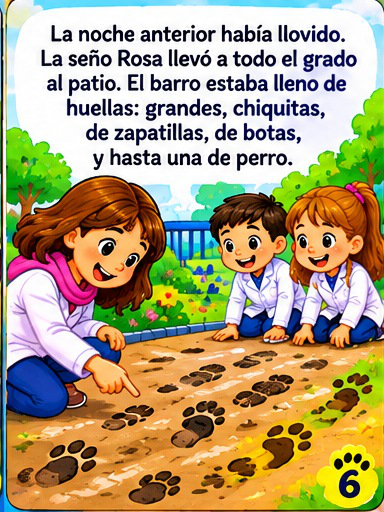 La noche anterior había llovido.
La seño Rosa llevó a todo el grado
al patio. El barro estaba lleno de
huellas: grandes, chiquitas,
de zapatillas, de botas,
y hasta una de perro.
6